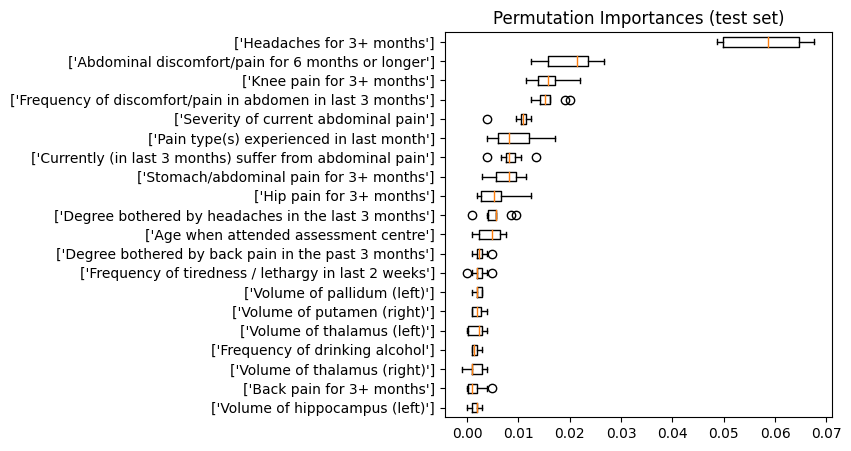 Permutation Importances (test set)
['Headaches for 3+ months']
['Abdominal discomfort/pain for 6 months or longer']
['Knee pain for 3+ months']
['Frequency of discomfort/pain in abdomen in last 3 months']
['Severity of current abdominal pain']
['Pain type(s) experienced in last month']
['Currently (in last 3 months) suffer from abdominal pain']
['Stomach/abdominal pain for 3+ months']
['Hip pain for 3+ months']
['Degree bothered by headaches in the last 3 months']
['Age when attended assessment centre']
['Degree bothered by back pain in the past 3 months']
['Frequency of tiredness / lethargy in last 2 weeks']
['Volume of pallidum (left)']
['Volume of putamen (right)']
['Volume of thalamus (left)']
['Frequency of drinking alcohol']
['Volume of thalamus (right)']
['Back pain for 3+ months']
['Volume of hippocampus (left)']
0.00 0.01 0.02 0.03 0.04 0.05 0.06 0.07